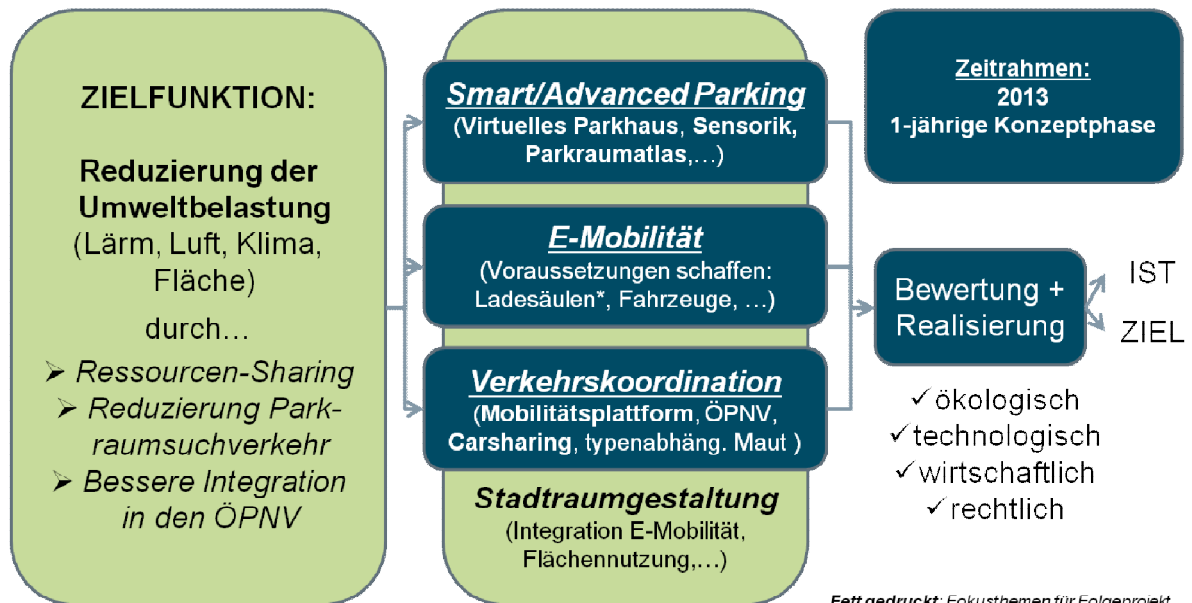 ZIELFUNKTION:
Reduzierung der
Umweltbelastung
(Lärm, Luft, Klima,
Fläche)
durch…
➢ Ressourcen-Sharing
➢ Reduzierung Park-
raumsuchverkehr
➢ Bessere Integration
in den ÖPNV
Smart/Advanced Parking
(Virtuelles Parkhaus, Sensorik,
Parkraumatlas,…)
E-Mobilität
(Voraussetzungen schaffen:
Ladesäulen*, Fahrzeuge, …)
Verkehrskoordination
(Mobilitätsplattform, ÖPNV,
Carsharing, typenabhäng. Maut )
Stadtraumgestaltung
(Integration E-Mobilität,
Flächennutzung,…)
Zeitrahmen:
2013
1-jährige Konzeptphase
Bewertung +
Realisierung
IST
ZIEL
✓ ökologisch
✓ technologisch
✓ wirtschaftlich
✓ rechtlich
Fett gedruckt: Fokusthemen für Folgeprojekt